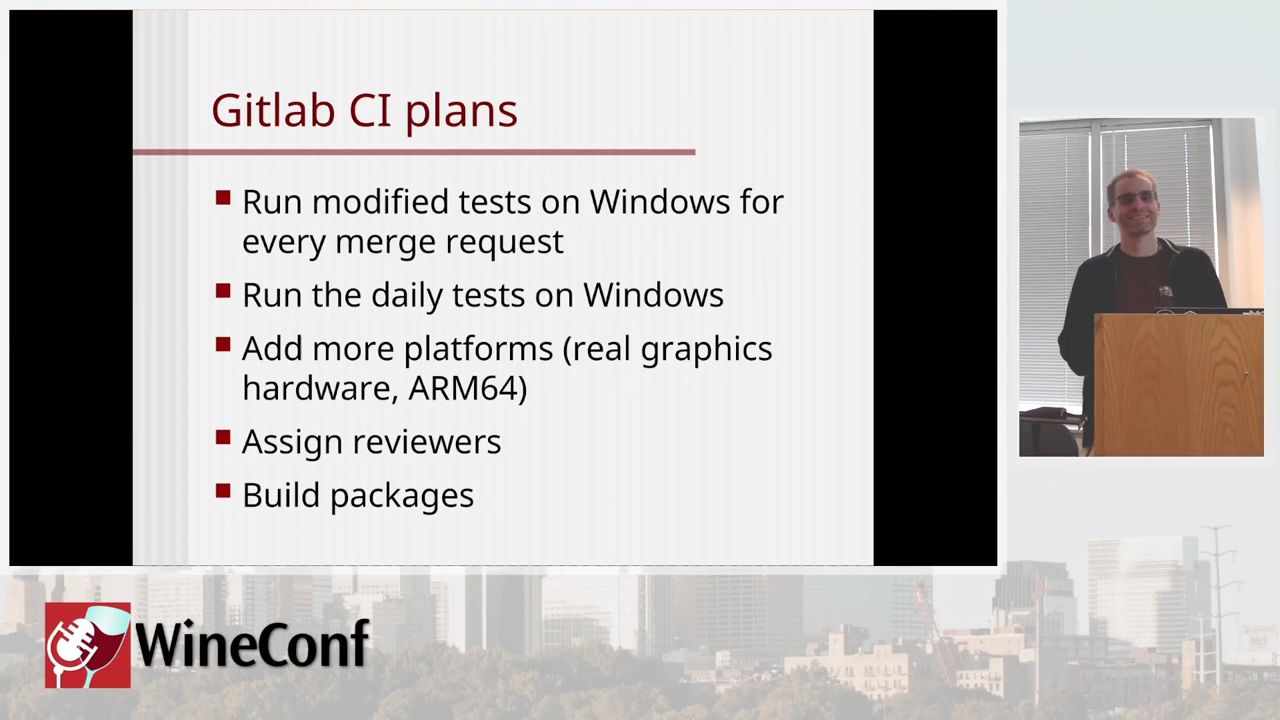 Gitlab CI plans
Run modified tests on Windows for
every merge request
Run the daily tests on Windows
Add more platforms (real graphics
hardware, ARM64)
Assign reviewers
Build packages
WineConf